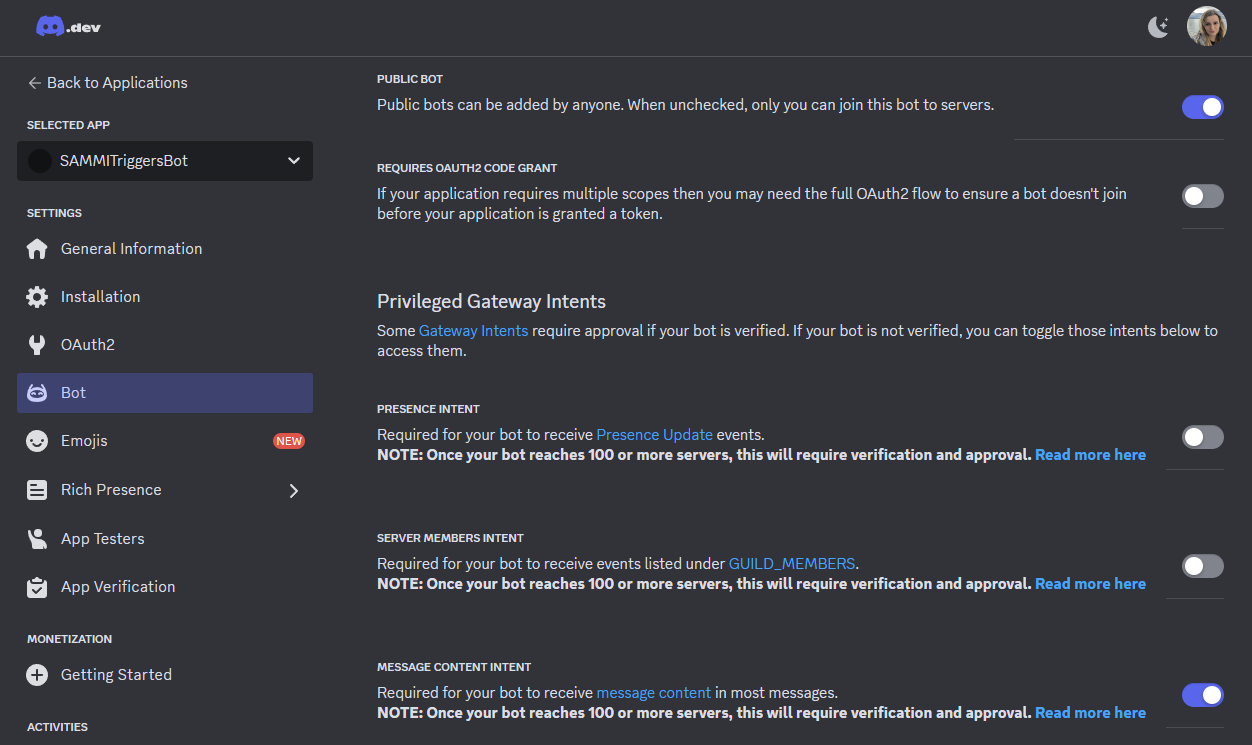 .dev
Back to Applications
SELECTED APP
SAMMITriggersBot
SETTINGS
General Information
Installation
OAuth2
Bot
Emojis
NEW
Rich Presence
App Testers
App Verification
MONETIZATION
Getting Started
ACTIVITIES
PUBLIC BOT
Public bots can be added by anyone. When unchecked, only you can join this bot to servers.
REQUIRES OAUTH2 CODE GRANT
If your application requires multiple scopes then you may need the full OAuth2 flow to ensure a bot doesn't join
before your application is granted a token.
Privileged Gateway Intents
Some Gateway Intents require approval if your bot is verified. If your bot is not verified, you can toggle those intents below to
access them.
PRESENCE INTENT
Required for your bot to receive Presence Update events.
NOTE: Once your bot reaches 100 or more servers, this will require verification and approval. Read more here
SERVER MEMBERS INTENT
Required for your bot to receive events listed under GUILD_MEMBERS.
NOTE: Once your bot reaches 100 or more servers, this will require verification and approval. Read more here
MESSAGE CONTENT INTENT
Required for your bot to receive message content in most messages.
NOTE: Once your bot reaches 100 or more servers, this will require verification and approval. Read more here